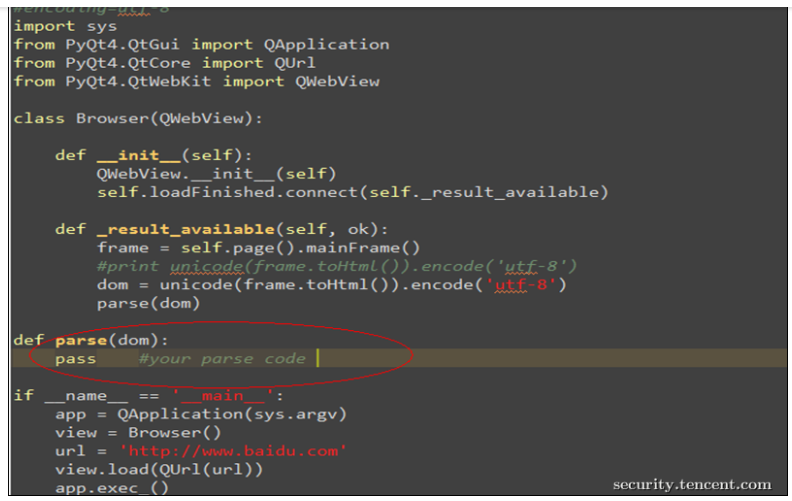 #encoding=utf-8
import sys
from PyQt4.QtGui import QApplication
from PyQt4.QtCore import QUrl
from PyQt4.QtWebKit import QWebView
class Browser(QWebView):
    def __init__(self):
        QWebView.__init__(self)
        self.loadFinished.connect(self._result_available)
    def _result_available(self, ok):
        frame = self.page().mainFrame()
        #print unicode(frame.toHtml()).encode('utf-8')
        dom = unicode(frame.toHtml()).encode('utf-8')
        parse(dom)
def parse(dom):
    pass    #your parse code
if __name__ == '__main__':
    app = QApplication(sys.argv)
    view = Browser()
    url = 'http://www.baidu.com'
    view.load(QUrl(url))
    app.exec_()
security.tencent.com